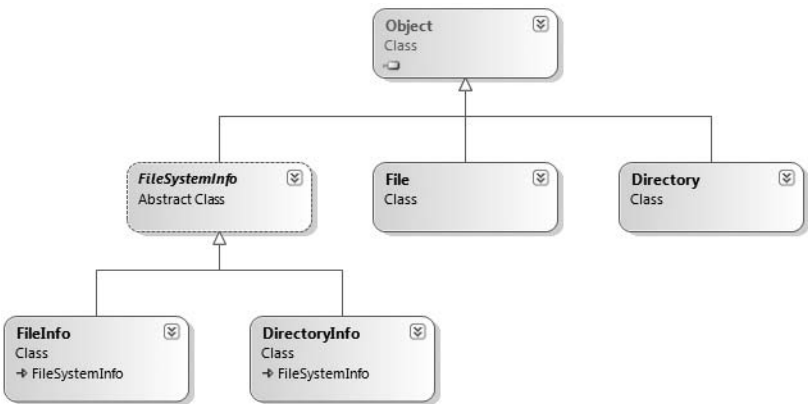 Object
Class
FileSystemInfo
Abstract Class
File
Class
Directory
Class
FileInfo
Class
FileSystemInfo
DirectoryInfo
Class
FileSystemInfo